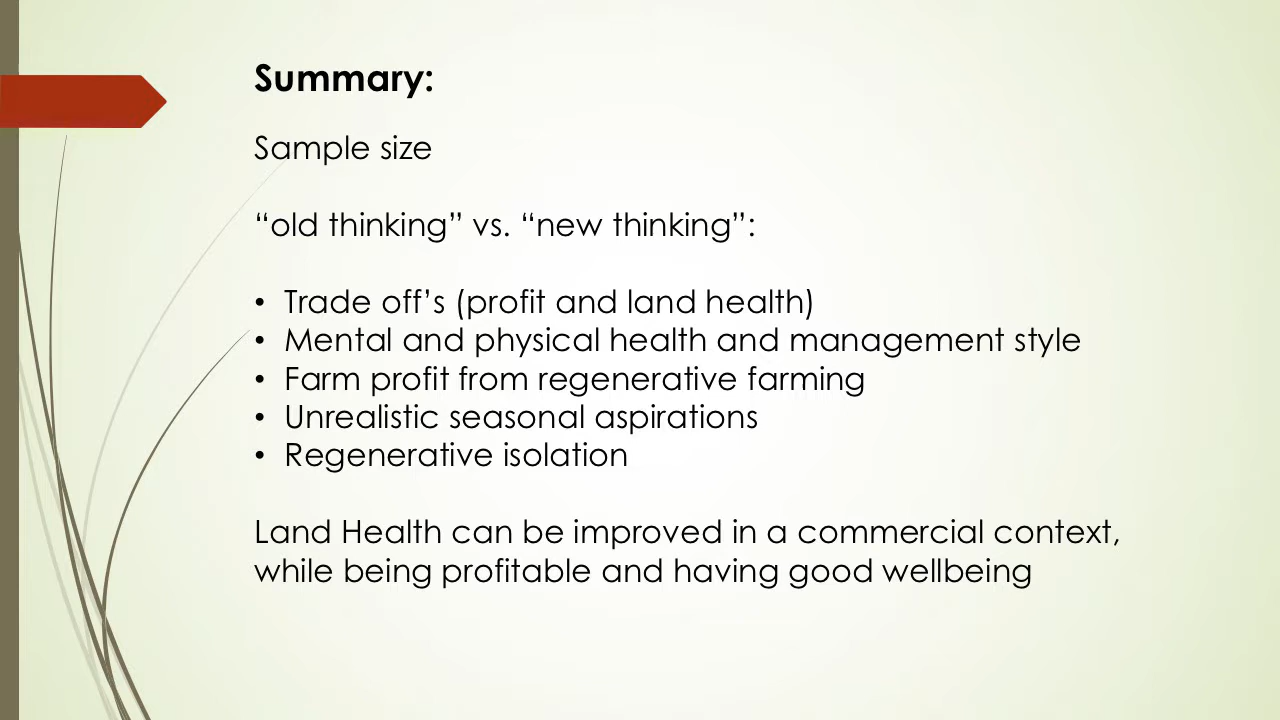 Summary:
Sample size
“old thinking” vs. “new thinking”:
• Trade off’s (profit and land health)
• Mental and physical health and management style
• Farm profit from regenerative farming
• Unrealistic seasonal aspirations
• Regenerative isolation
Land Health can be improved in a commercial context,
while being profitable and having good wellbeing